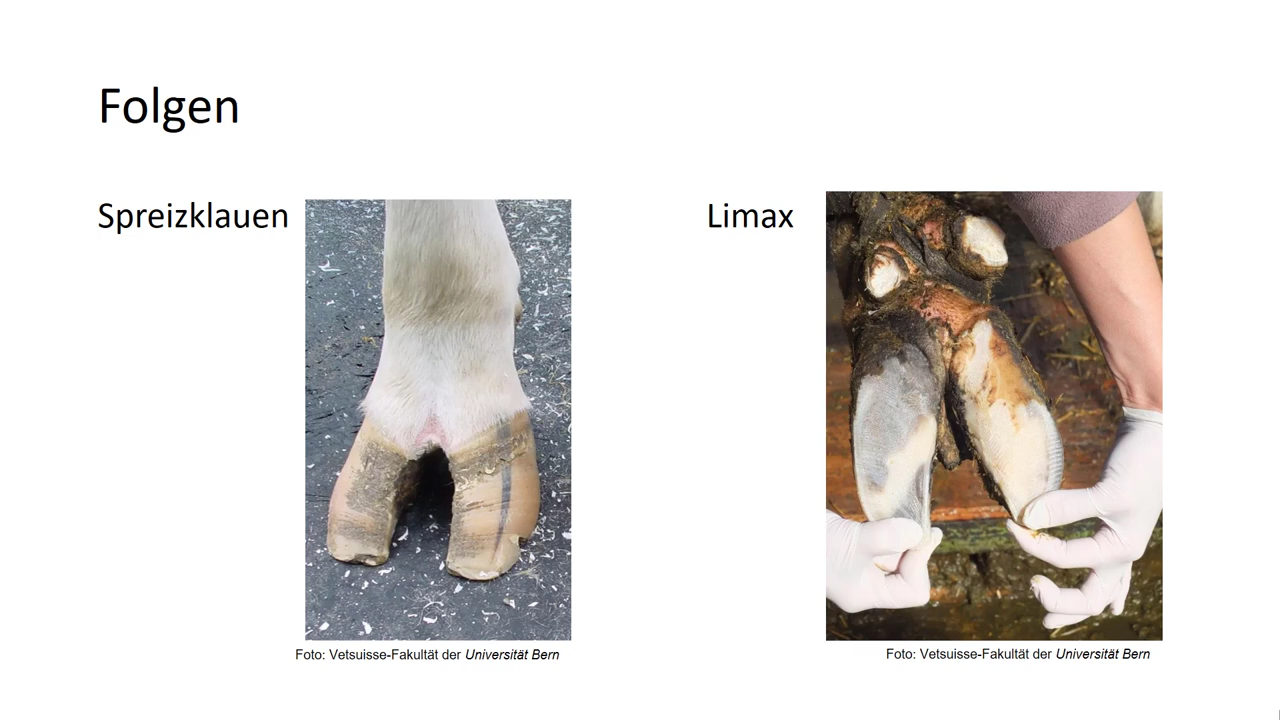 Folgen
Spreizklauen
Limax
Foto: Vetsuisse-Fakultät der Universität Bern
Foto: Vetsuisse-Fakultät der Universität Bern